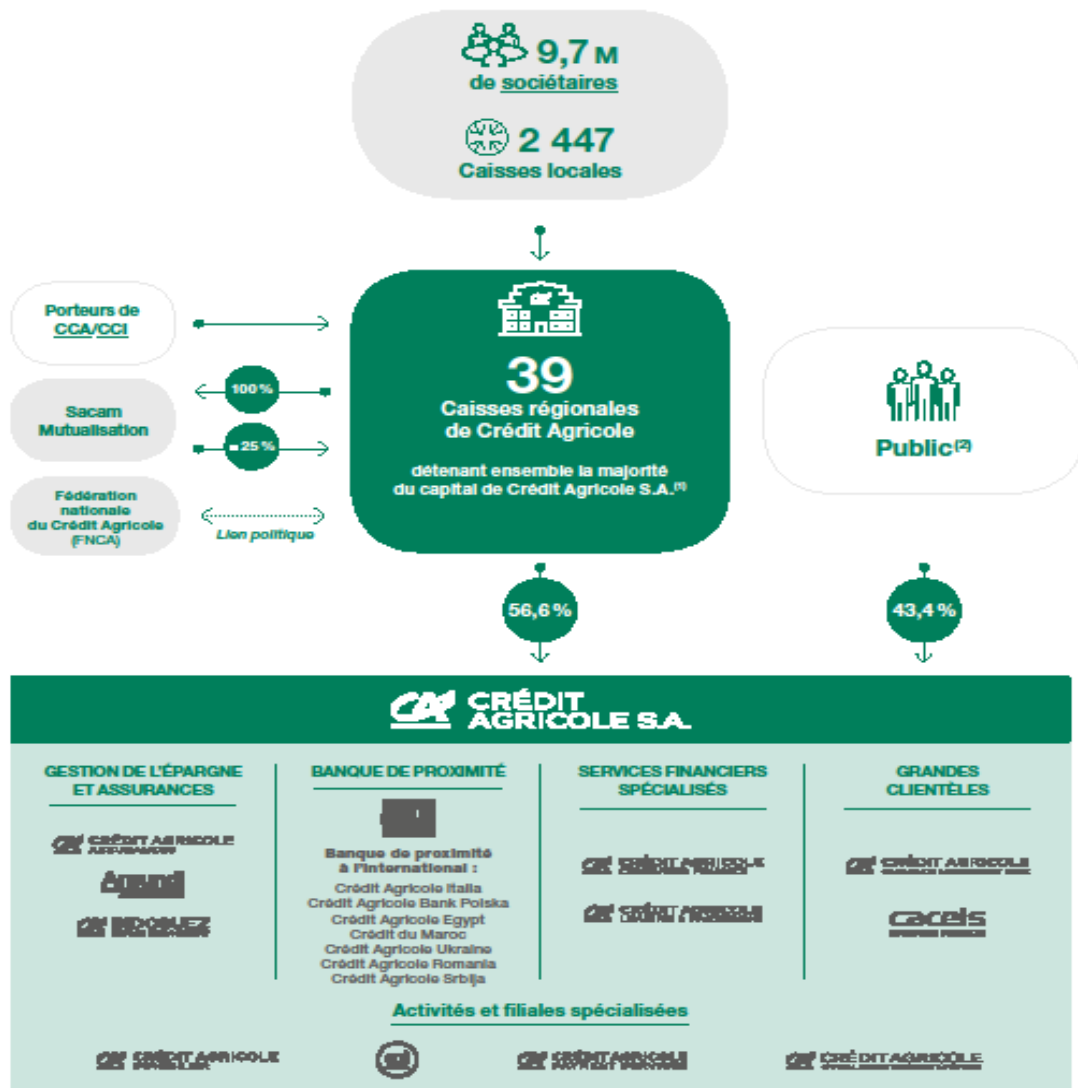 9,7 M
de sociétaires
2 447
Caisses locales
Porteurs de
CCA/CCI
100 %
Sacam
Mutualisation
≈ 25 %
Fédération
nationale
du Crédit Agricole
(FNCA)
Lien politique
39
Caisses régionales
de Crédit Agricole
détenant ensemble la majorité
du capital de Crédit Agricole S.A.(1)
Public(2)
56,6 %
43,4 %
CRÉDIT
AGRICOLE S.A.
GESTION DE L'ÉPARGNE
ET ASSURANCES
CRÉDIT AGRICOLE
ASSURANCES
Amundi
INDOSUEZ
BANQUE DE PROXIMITÉ
Banque de proximité
à l'international :
Crédit Agricole Italia
Crédit Agricole Bank Polska
Crédit Agricole Egypt
Crédit du Maroc
Crédit Agricole Ukraine
Crédit Agricole Romania
Crédit Agricole Srbija
SERVICES FINANCIERS
SPÉCIALISÉS
CRÉDIT AGRICOLE
CRÉDIT AGRICOLE
GRANDES
CLIENTÈLES
CRÉDIT AGRICOLE
caceis
Activités et filiales spécialisées
CRÉDIT AGRICOLE
CRÉDIT AGRICOLE
CRÉDIT AGRICOLE